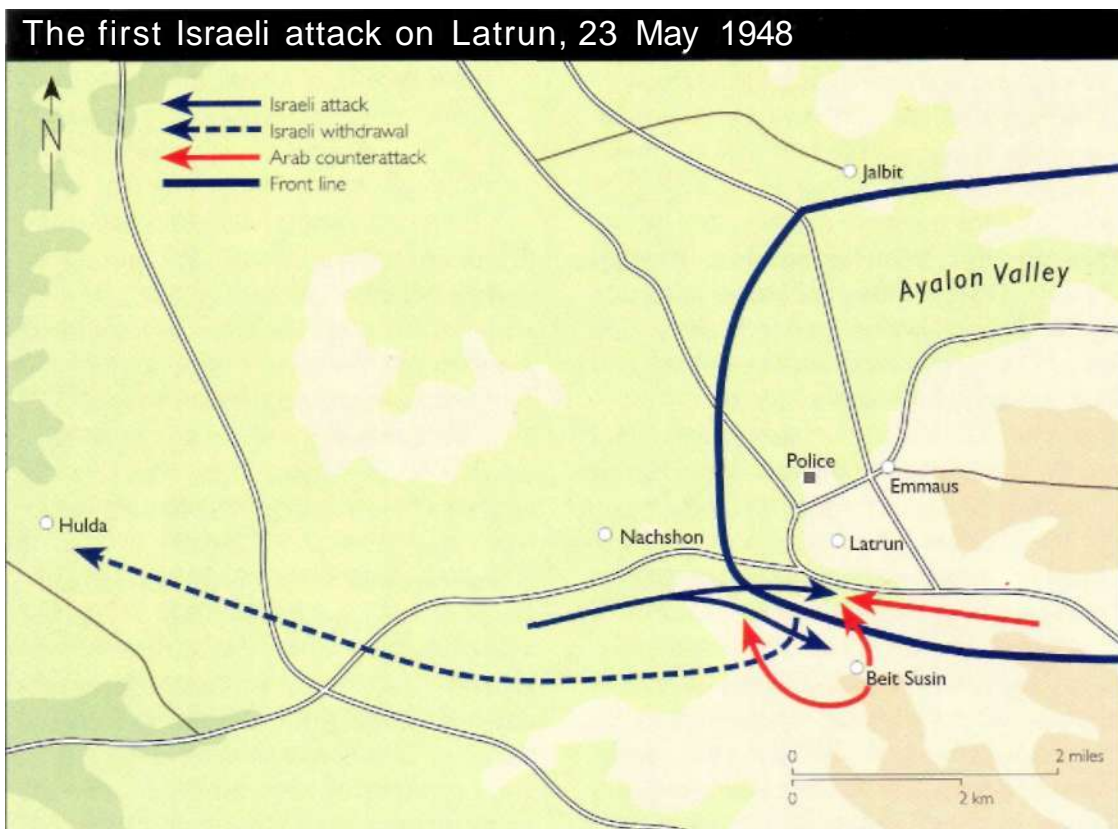 The first Israeli attack on Latrun, 23 May 1948
N
Israeli attack
Israeli withdrawal
Arab counterattack
Front line
Jalbit
Ayalon Valley
Police
Emmaus
Hulda
Nachshon
Latrun
Beit Susin
0
2 miles
0
2 km